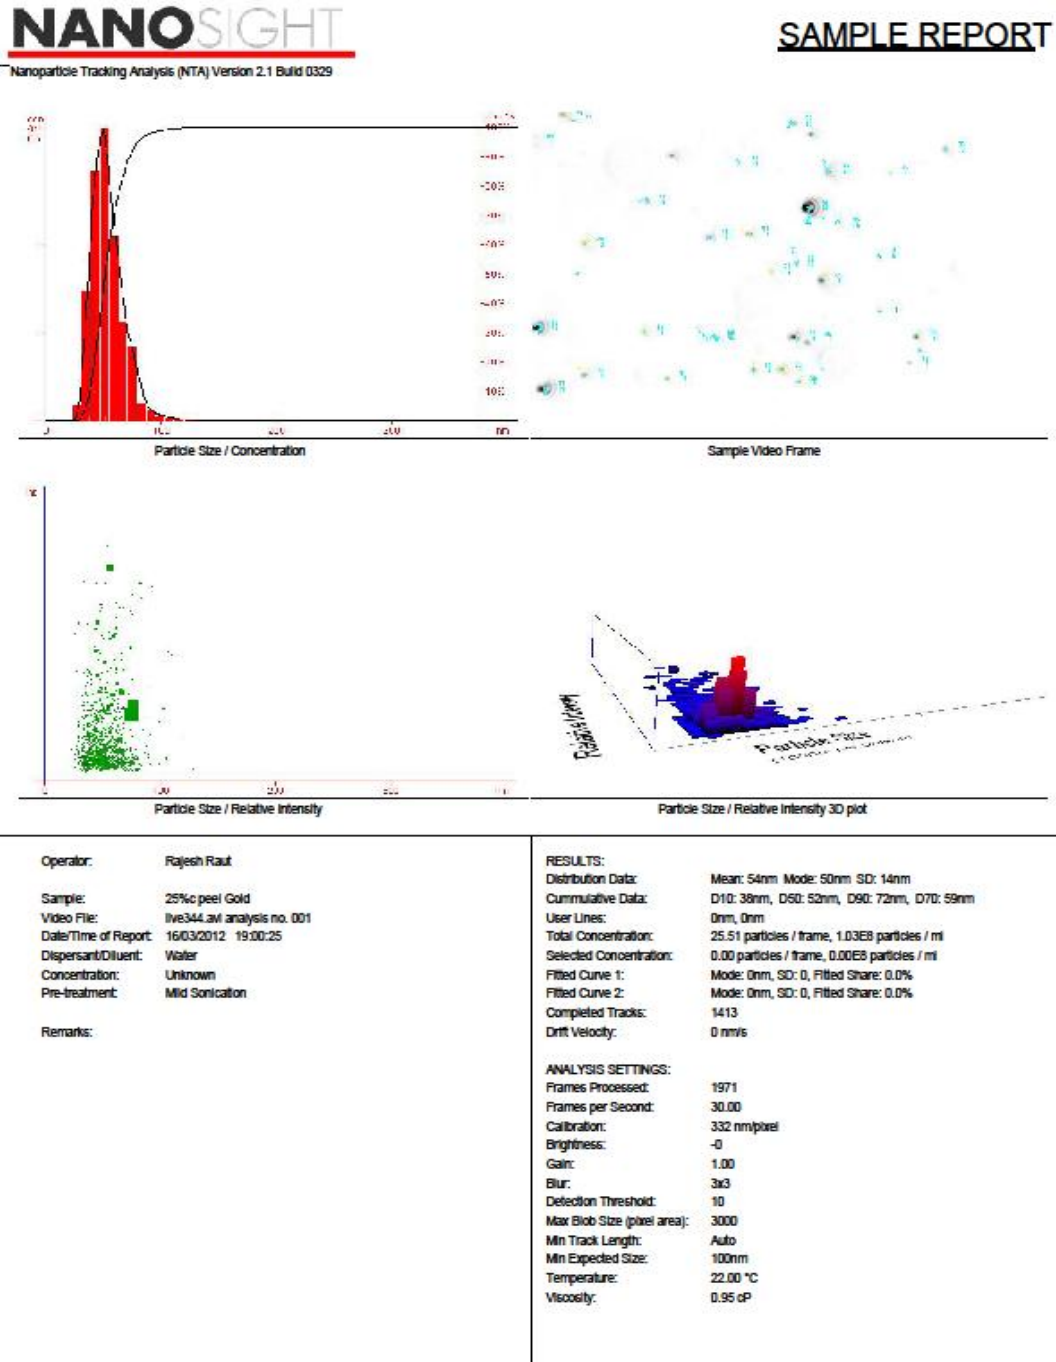 NANOSIGHT
SAMPLE REPORT
Nanoparticle Tracking Analysis (NTA) Version 2.1 Build 0329
Particle Size / Concentration
Sample Video Frame
Relative Intensity
Particle Size
Particle Size / Relative Intensity
Particle Size / Relative Intensity 3D plot
Operator: Rajesh Raut
Sample: 25%c peel Gold
Video File: live344.avi analysis no. 001
Date/Time of Report: 16/03/2012 19:00:25
Dispersant/Diluent: Water
Concentration: Unknown
Pre-treatment: Mild Sonication
Remarks:
RESULTS:
Distribution Data: Mean: 54nm Mode: 50nm SD: 14nm
Cummulative Data: D10: 38nm, D50: 52nm, D90: 72nm, D70: 59nm
User Lines: 0nm, 0nm
Total Concentration: 25.51 particles / frame, 1.03E8 particles / ml
Selected Concentration: 0.00 particles / frame, 0.00E8 particles / ml
Fitted Curve 1: Mode: 0nm, SD: 0, Fitted Share: 0.0%
Fitted Curve 2: Mode: 0nm, SD: 0, Fitted Share: 0.0%
Completed Tracks: 1413
Drift Velocity: 0 nm/s
ANALYSIS SETTINGS:
Frames Processed: 1971
Frames per Second: 30.00
Calibration: 332 nm/pixel
Brightness: -0
Gain: 1.00
Blur: 3x3
Detection Threshold: 10
Max Blob Size (pixel area): 3000
Min Track Length: Auto
Min Expected Size: 100nm
Temperature: 22.00 °C
Viscosity: 0.95 cP